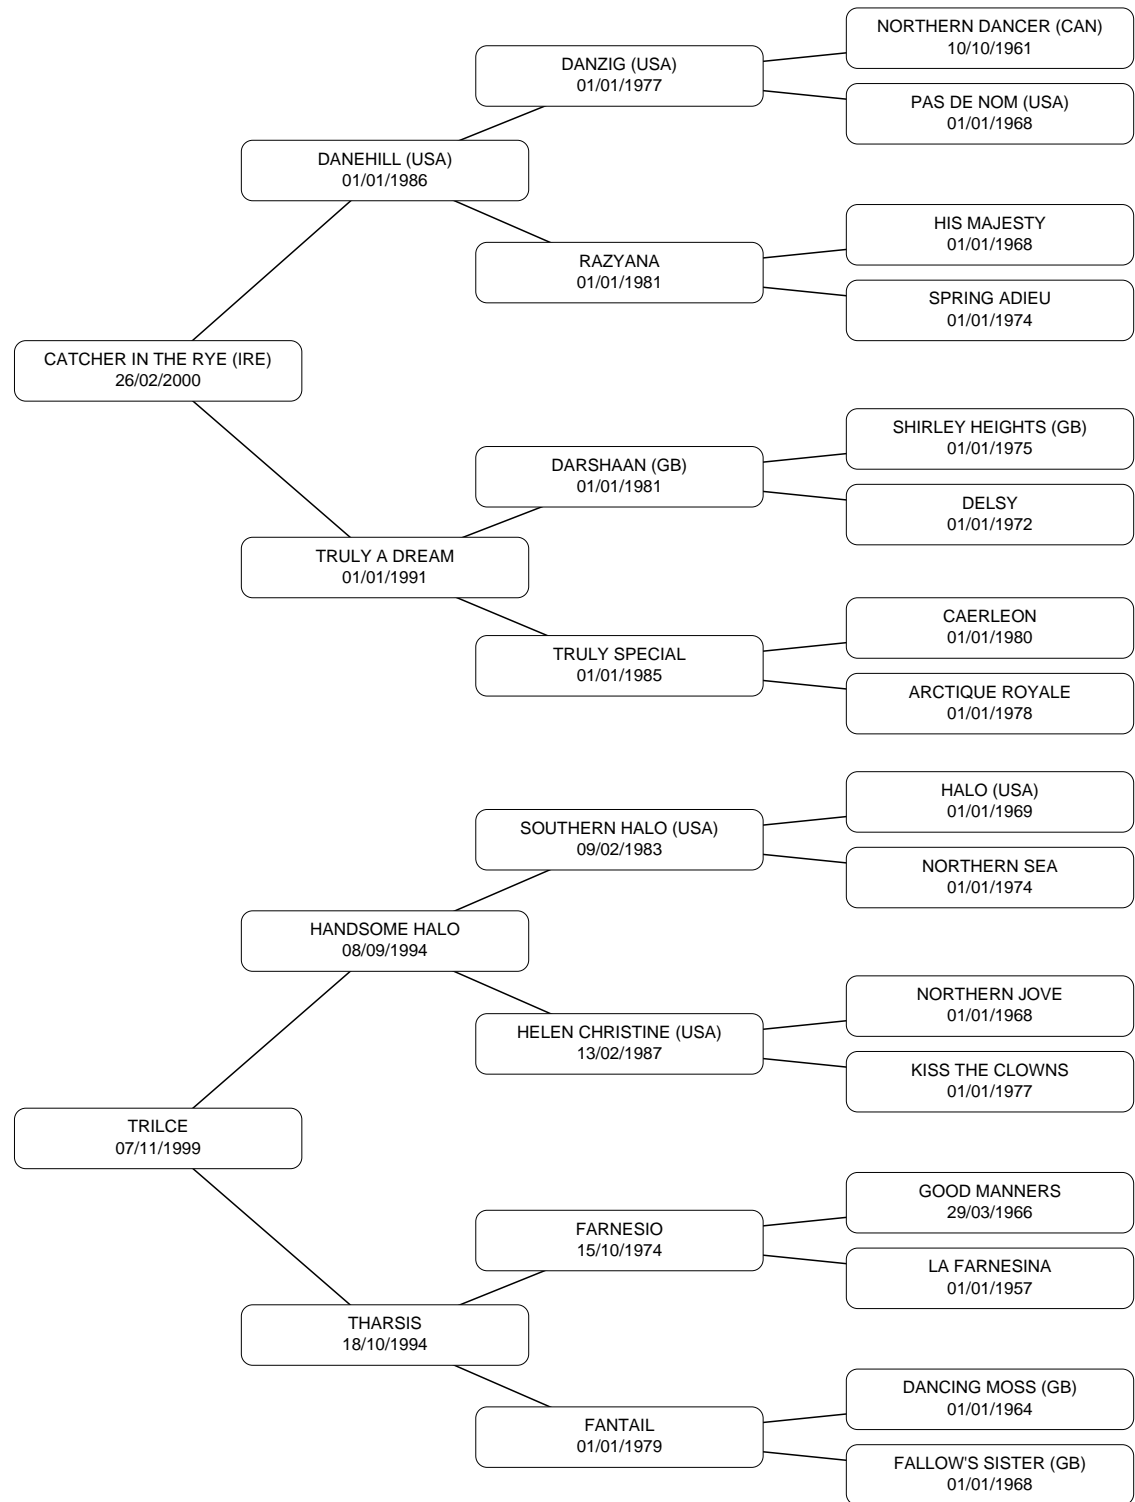 NORTHERN DANCER (CAN)
10/10/1961
DANZIG (USA)
01/01/1977
PAS DE NOM (USA)
01/01/1968
DANEHILL (USA)
01/01/1986
HIS MAJESTY
01/01/1968
RAZYANA
01/01/1981
SPRING ADIEU
01/01/1974
CATCHER IN THE RYE (IRE)
26/02/2000
SHIRLEY HEIGHTS (GB)
01/01/1975
DARSHAAN (GB)
01/01/1981
DELSY
01/01/1972
TRULY A DREAM
01/01/1991
CAERLEON
01/01/1980
TRULY SPECIAL
01/01/1985
ARCTIQUE ROYALE
01/01/1978
HALO (USA)
01/01/1969
SOUTHERN HALO (USA)
09/02/1983
NORTHERN SEA
01/01/1974
HANDSOME HALO
08/09/1994
NORTHERN JOVE
01/01/1968
HELEN CHRISTINE (USA)
13/02/1987
KISS THE CLOWNS
01/01/1977
TRILCE
07/11/1999
GOOD MANNERS
29/03/1966
FARNESIO
15/10/1974
LA FARNESINA
01/01/1957
THARSIS
18/10/1994
DANCING MOSS (GB)
01/01/1964
FANTAIL
01/01/1979
FALLOW'S SISTER (GB)
01/01/1968